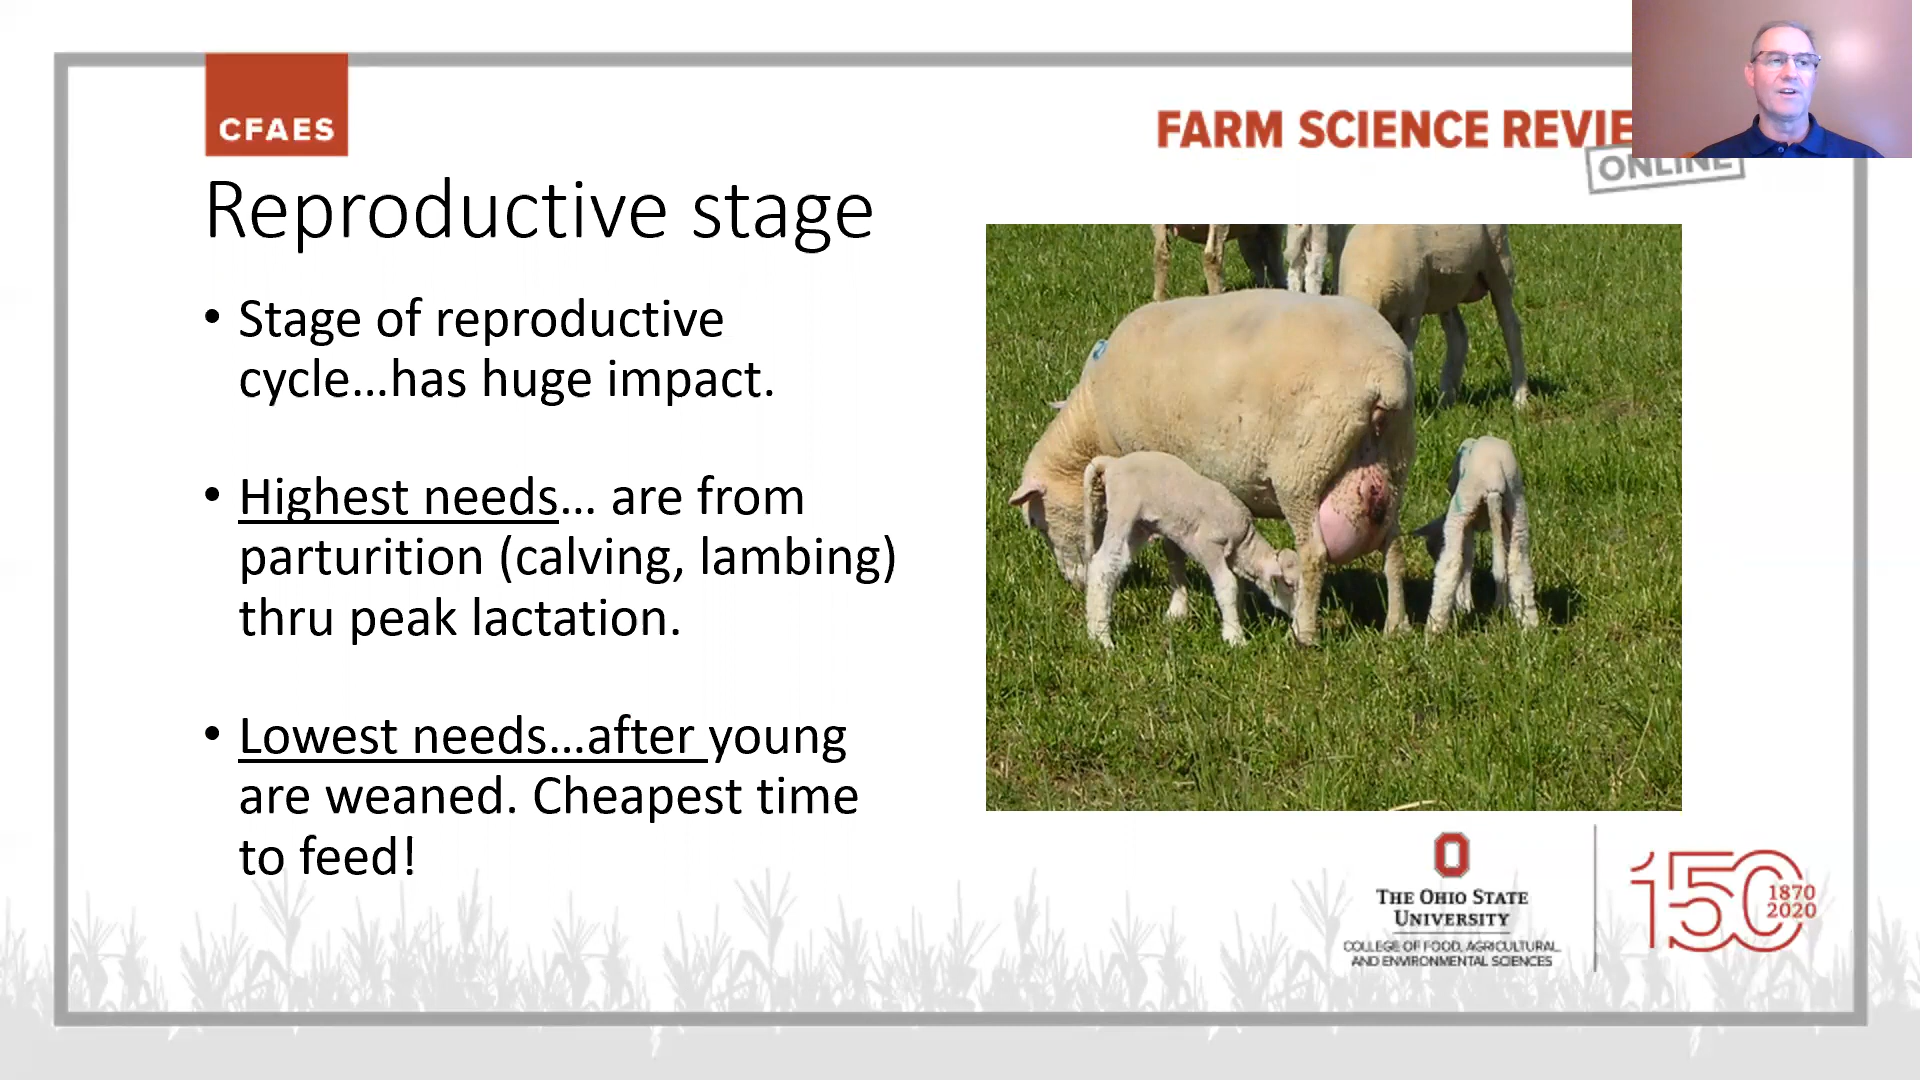 CFAES
FARM SCIENCE REVIE
ONLINE
Reproductive stage
• Stage of reproductive
cycle...has huge impact.
• Highest needs... are from
parturition (calving, lambing)
thru peak lactation.
• Lowest needs...after young
are weaned. Cheapest time
to feed!
THE OHIO STATE
UNIVERSITY
COLLEGE OF FOOD, AGRICULTURAL,
AND ENVIRONMENTAL SCIENCES
150
1870
2020